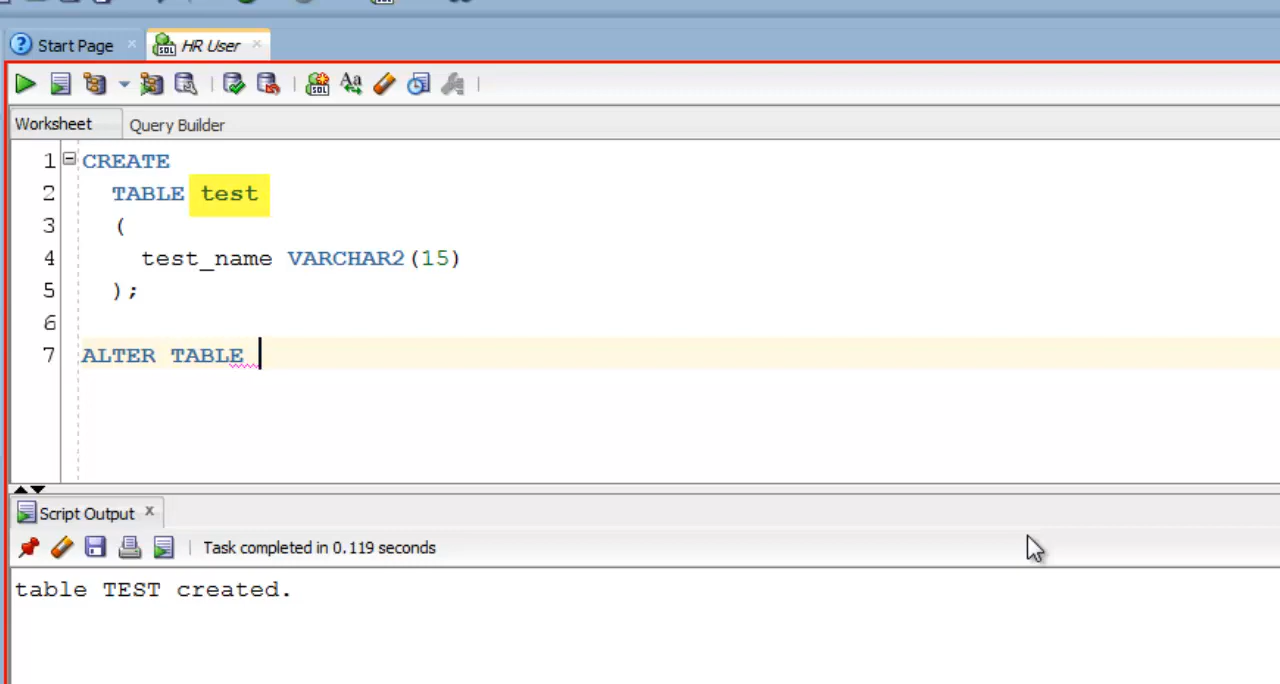 Start Page
HR User
Worksheet
Query Builder
1 CREATE
2 TABLE test
3 (
4 test_name VARCHAR2(15)
5 );
6
7 ALTER TABLE
Script Output
Task completed in 0.119 seconds
table TEST created.